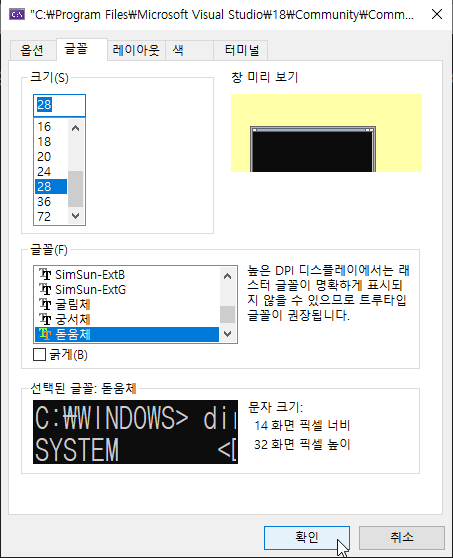 "C:₩Program Files₩Microsoft Visual Studio₩18₩Community₩Comm...
옵션 글꼴 레이아웃 색 터미널
크기(S)
28
16
18
20
24
28
36
72
창 미리 보기
글꼴(F)
SimSun-ExtB
SimSun-ExtG
굴림체
궁서체
돋움체
굵게(B)
높은 DPI 디스플레이에서는 래
스터 글꼴이 명확하게 표시되
지 않을 수 있으므로 트루타입
글꼴이 권장됩니다.
선택된 글꼴: 돋움체
C:₩WINDOWS> dir
SYSTEM <D
문자 크기:
14 화면 픽셀 너비
32 화면 픽셀 높이
확인 취소